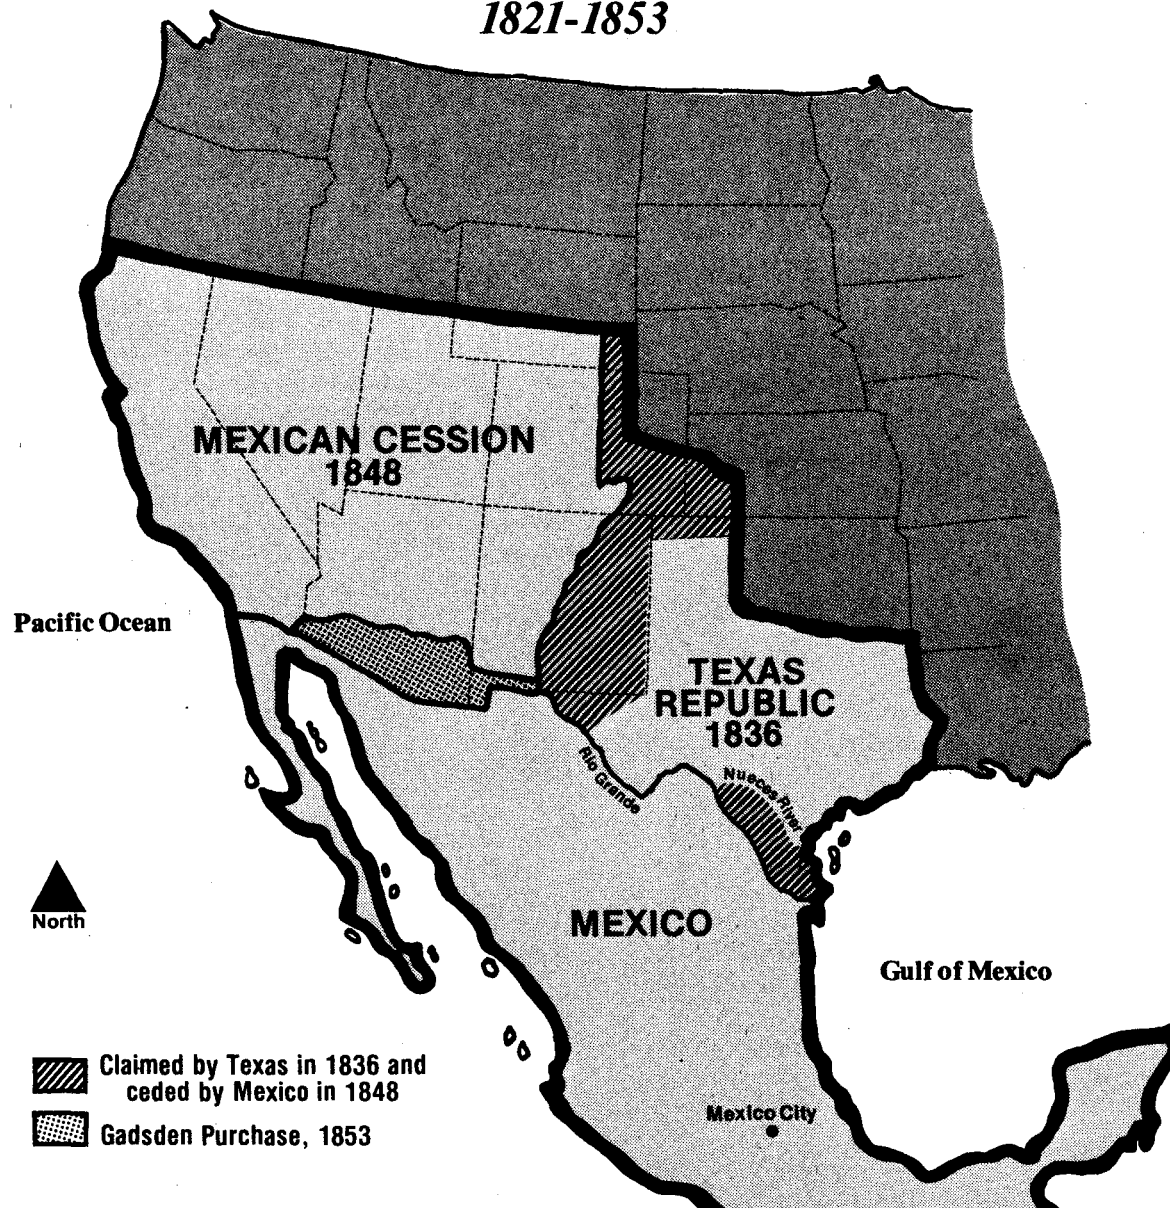 1821-1853
MEXICAN CESSION
1848
Pacific Ocean
TEXAS
REPUBLIC
1836
Rio Grande
Nueces River
MEXICO
North
Gulf of Mexico
Claimed by Texas in 1836 and
ceded by Mexico in 1848
Gadsden Purchase, 1853
Mexico City